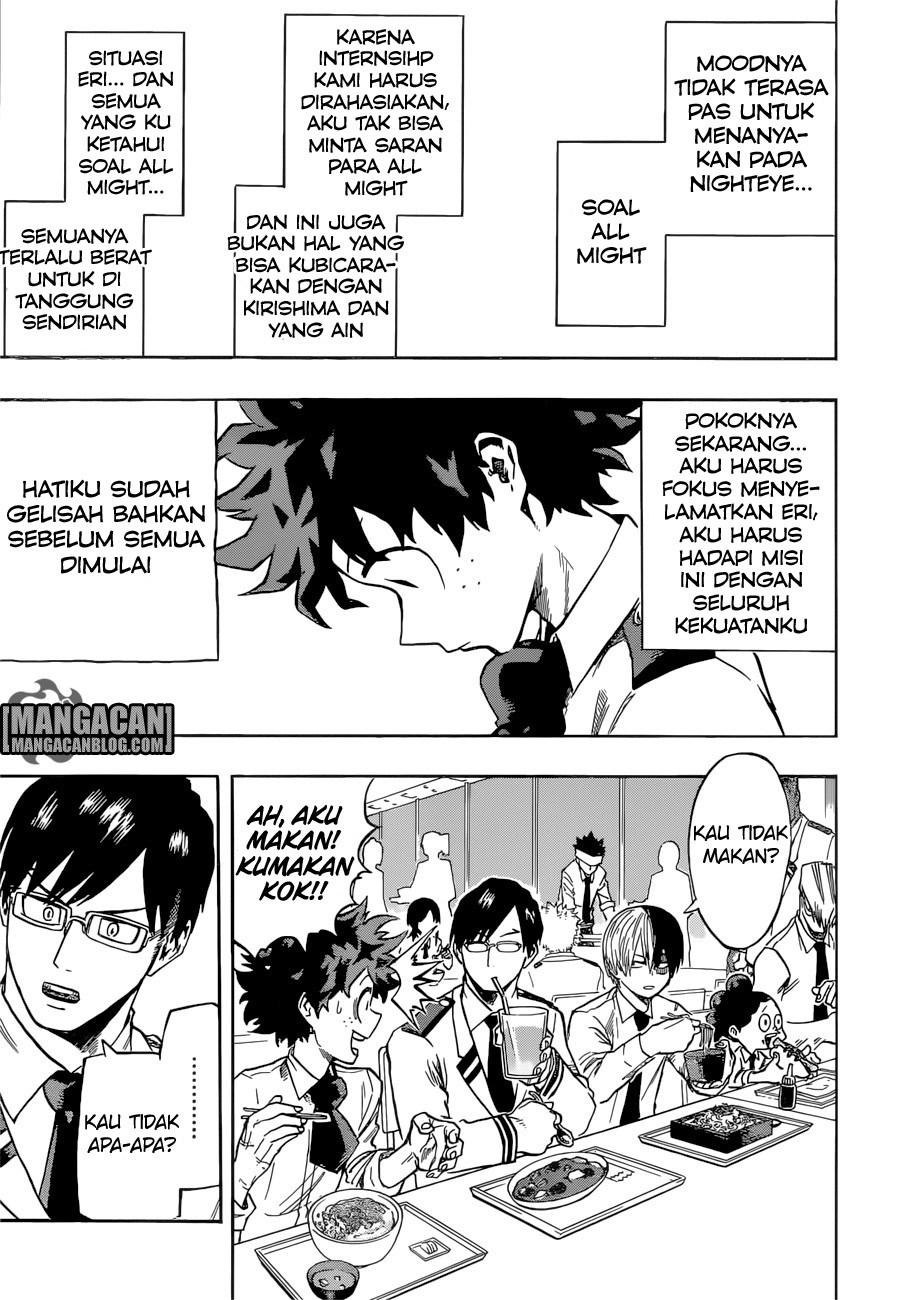 MOODNYA
TIDAK TERASA
PAS UNTUK
MENANYA-
KAN PADA
NIGHTEYE...
SOAL
ALL
MIGHT
KARENA
INTERNSIHP
KAMI HARUS
DIRAHASIAKAN,
AKU TAK BISA
MINTA SARAN
PARA ALL
MIGHT
DAN INI JUGA
BUKAN HAL YANG
BISA KUBICARA-
KAN DENGAN
KIRISHIMA DAN
YANG AIN
SITUASI
ERI... DAN
SEMUA
YANG KU
KETAHUI
SOAL ALL
MIGHT...
SEMUANYA
TERLALU BERAT
UNTUK DI
TANGGUNG
SENDIRIAN
POKOKNYA
SEKARANG...
AKU HARUS
FOKUS MENYE-
LAMATKAN ERI,
AKU HARUS
HADAPI MISI
INI DENGAN
SELURUH
KEKUATANKU
HATIKU SUDAH
GELISAH BAHKAN
SEBELUM SEMUA
DIMULAI
[MANGACAN]
MANGACANBLOG.COM
KAU TIDAK
MAKAN?
AH, AKU
MAKAN!
KUMAKAN
KOK!!
..........
KAU TIDAK
APA-APA?